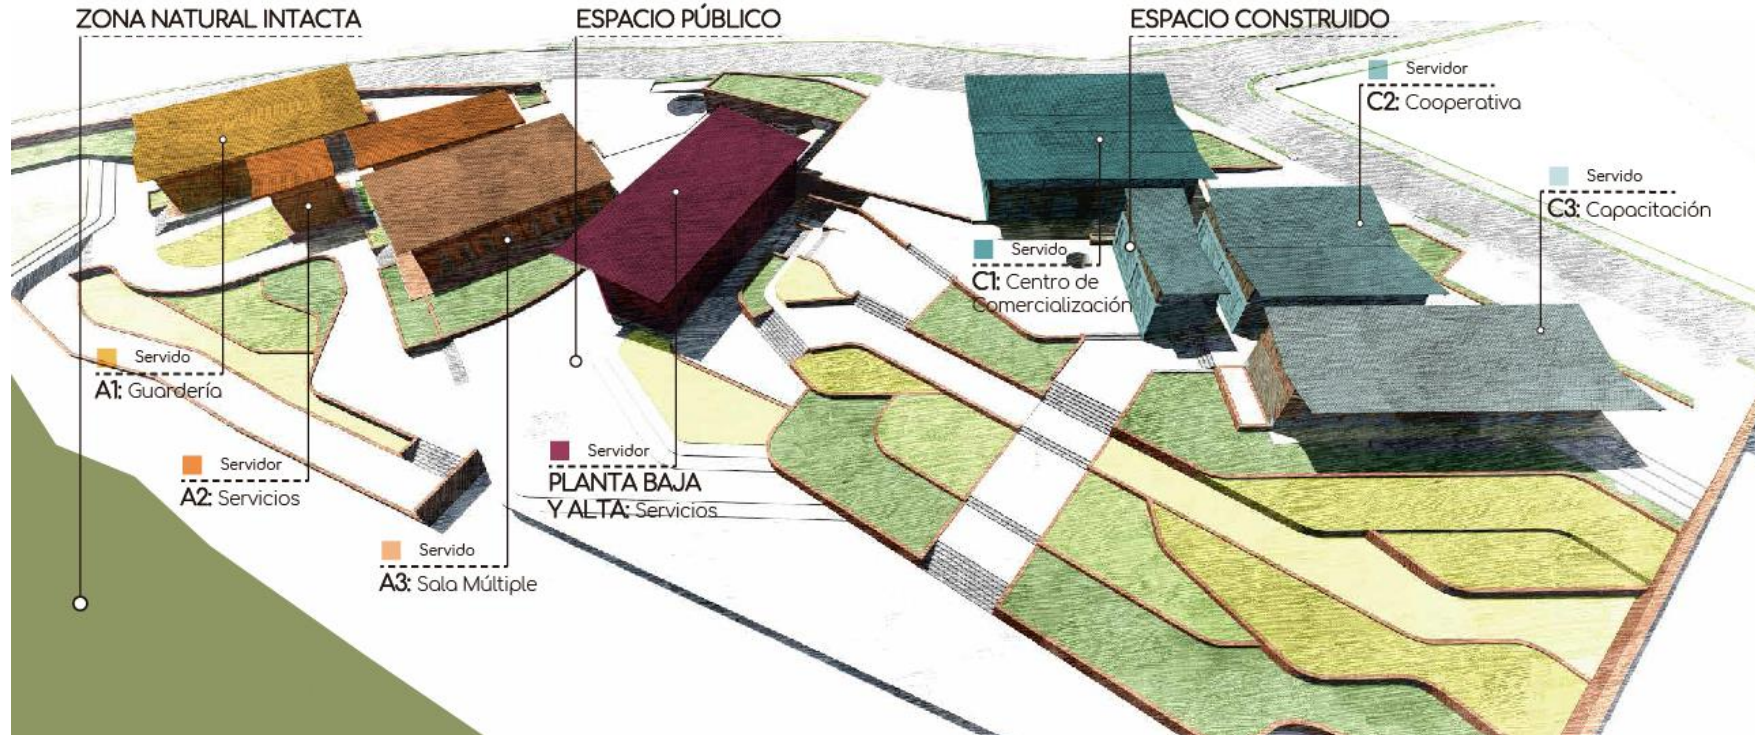 ZONA NATURAL INTACTA
ESPACIO PÚBLICO
ESPACIO CONSTRUIDO
Servidor
C2: Cooperativa
Servido
C3: Capacitación
Servido
C1: Centro de
Comercialización
Servido
A1: Guardería
Servidor
A2: Servicios
Servido
A3: Sala Múltiple
Servidor
PLANTA BAJA
Y ALTA: Servicios